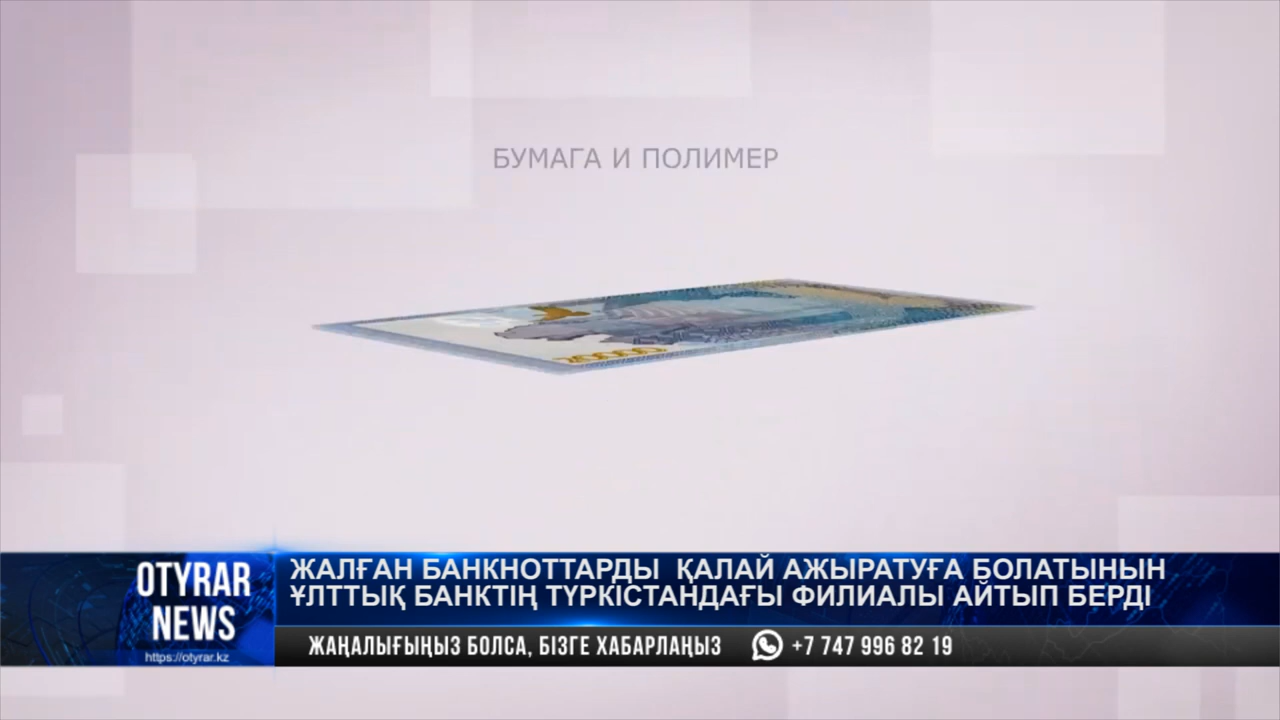 БУМАГА И ПОЛИМЕР
OTYRAR
NEWS
https://otyrar.kz
ЖАЛҒАН БАНКНОТТАРДЫ ҚАЛАЙ АЖЫРАТУҒА БОЛАТЫНЫН
ҰЛТТЫҚ БАНКТІҢ ТҮРКІСТАНДАҒЫ ФИЛИАЛЫ АЙТЫП БЕРДІ
ЖАҢАЛЫҒЫҢЫЗ БОЛСА, БІЗГЕ ХАБАРЛАҢЫЗ +7 747 996 82 19